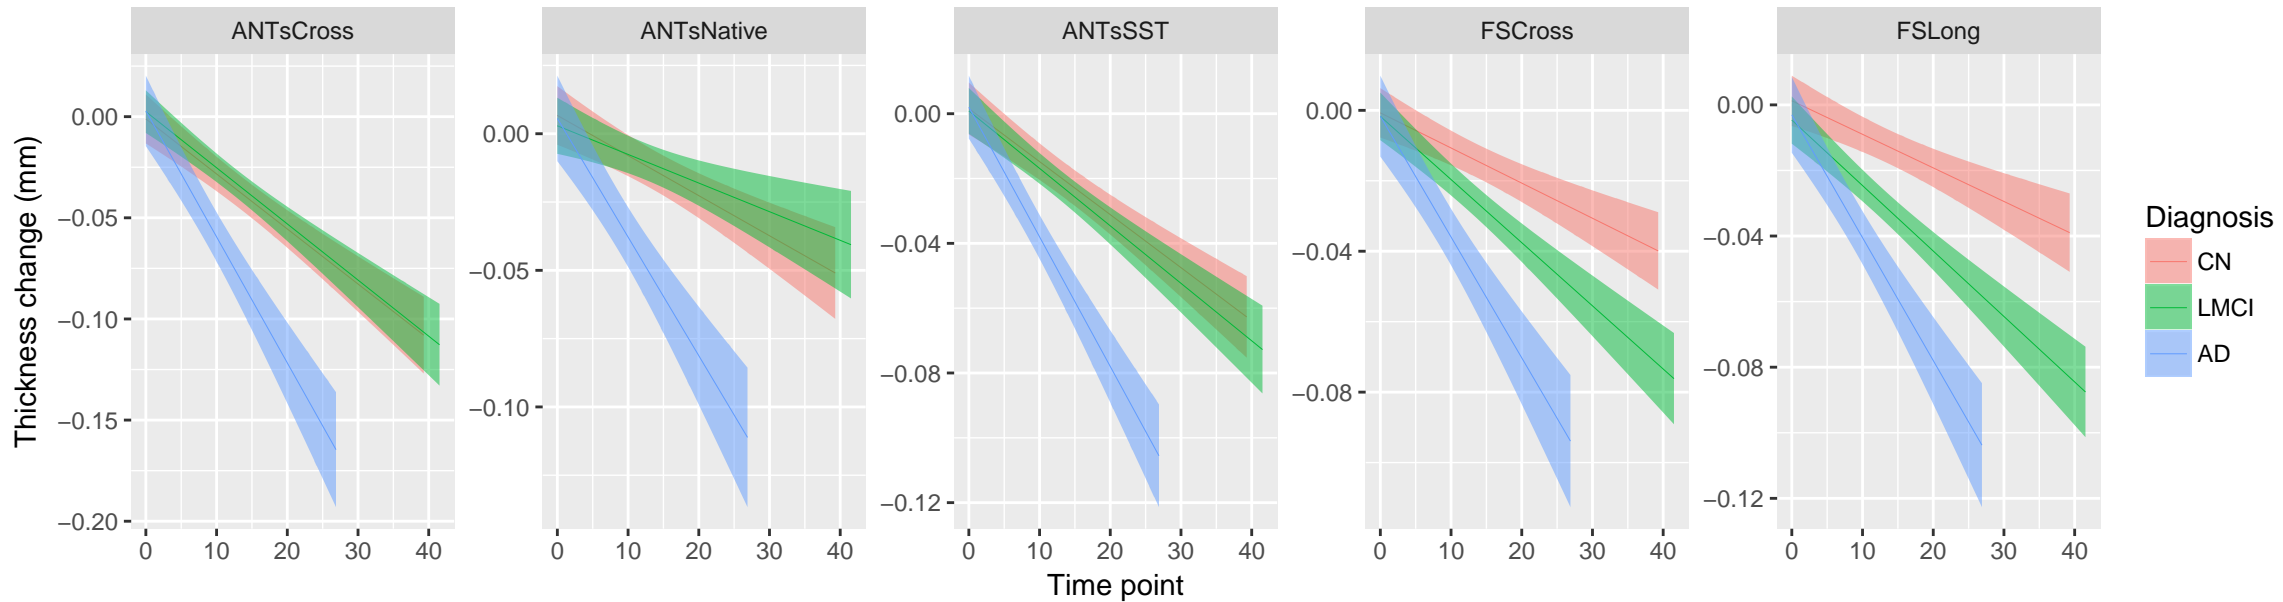 ANTsCross ANTsNative ANTsSST FSCross FSLong
Thickness change (mm)
0.00
−0.05
−0.10
−0.15
−0.20
0 10 20 30 40
0.00
−0.05
−0.10
0 10 20 30 40
0.00
−0.04
−0.08
−0.12
0 10 20 30 40
0.00
−0.04
−0.08
0 10 20 30 40
0.00
−0.04
−0.08
−0.12
0 10 20 30 40
Time point
Diagnosis
CN
LMCI
AD